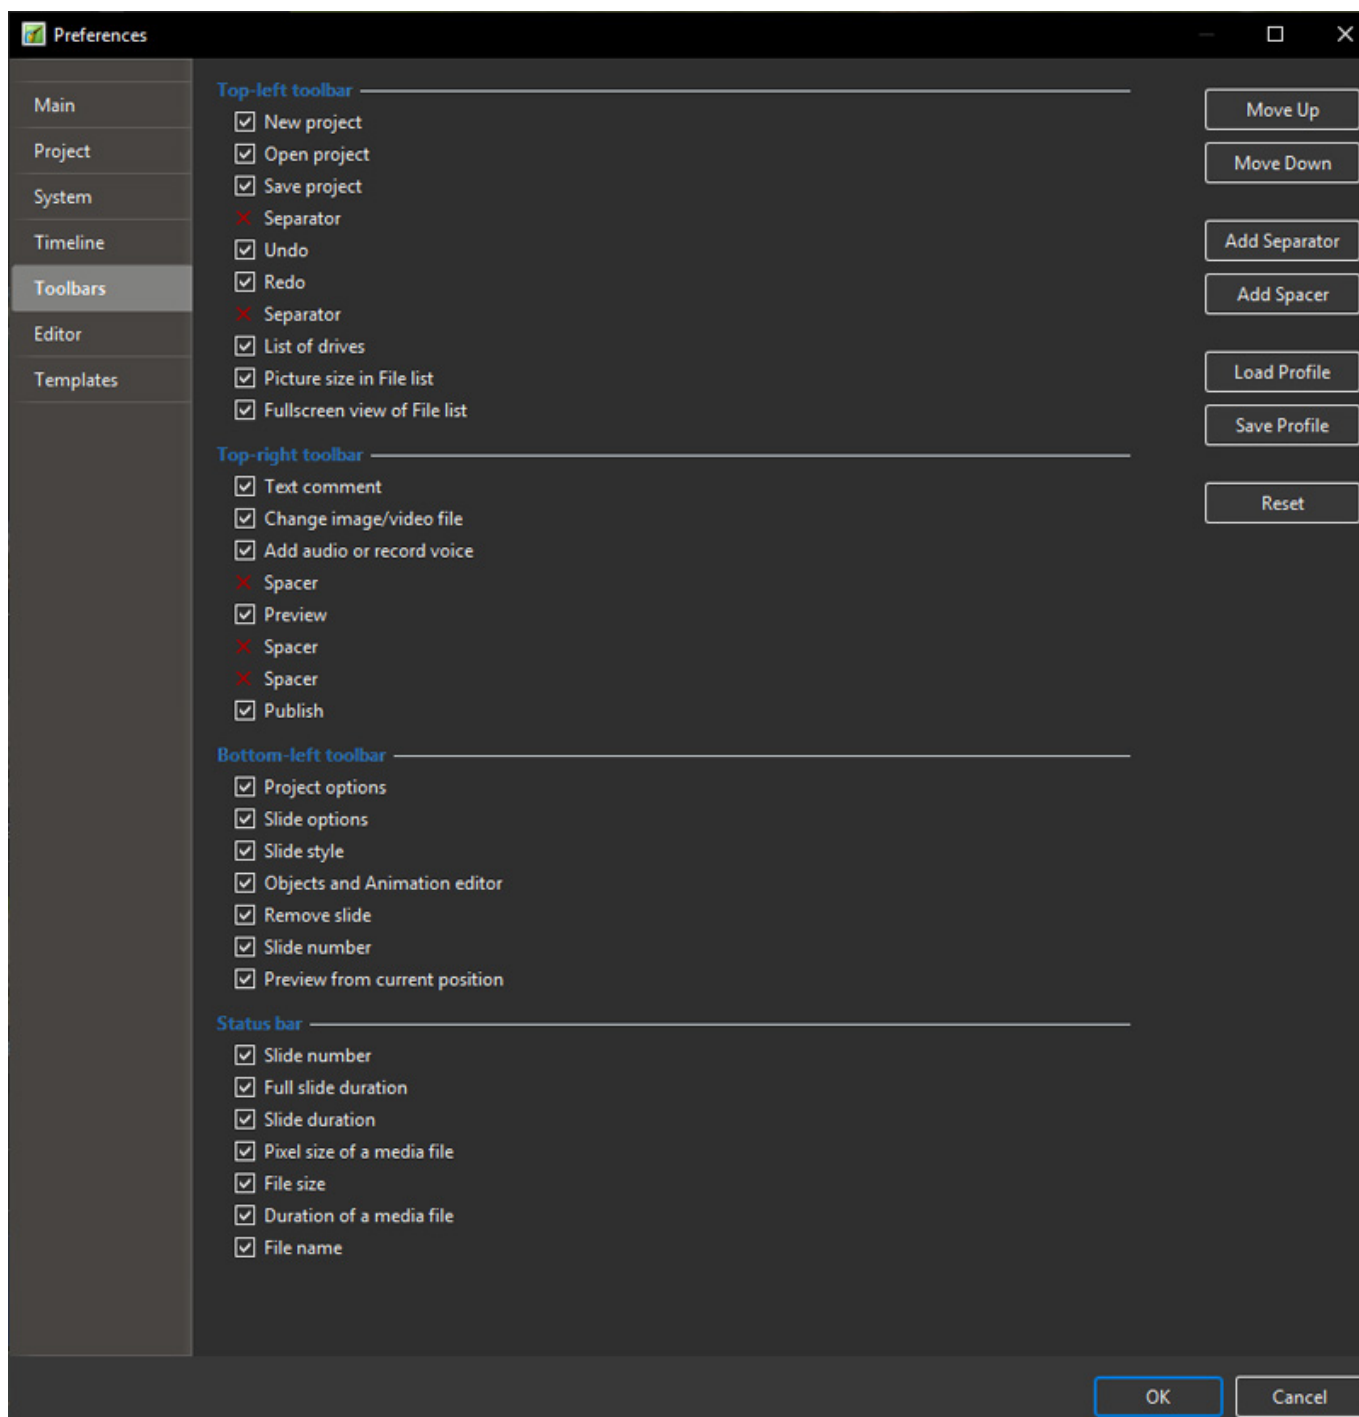 Preferences
Main
Project
System
Timeline
Toolbars
Editor
Templates
Top-left toolbar
New project
Open project
Save project
Separator
Undo
Redo
Separator
List of drives
Picture size in File list
Fullscreen view of File list
Top-right toolbar
Text comment
Change image/video file
Add audio or record voice
Spacer
Preview
Spacer
Spacer
Publish
Bottom-left toolbar
Project options
Slide options
Slide style
Objects and Animation editor
Remove slide
Slide number
Preview from current position
Status bar
Slide number
Full slide duration
Slide duration
Pixel size of a media file
File size
Duration of a media file
File name
Move Up
Move Down
Add Separator
Add Spacer
Load Profile
Save Profile
Reset
OK
Cancel